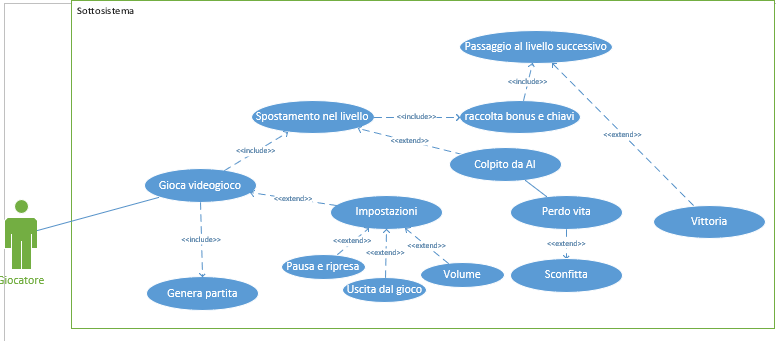 Sottosistema
Passaggio al livello successivo
<<include>>
Spostamento nel livello
<<include>>
raccolta bonus e chiavi
<<extend>>
<<extend>>
<<include>>
Colpito da AI
Gioca videogioco
<<extend>>
Impostazioni
Perdo vita
Vittoria
<<include>>
<<extend>>
<<extend>>
<<extend>>
<<extend>>
Pausa e ripresa
Volume
Sconfitta
Giocatore
Genera partita
Uscita dal gioco